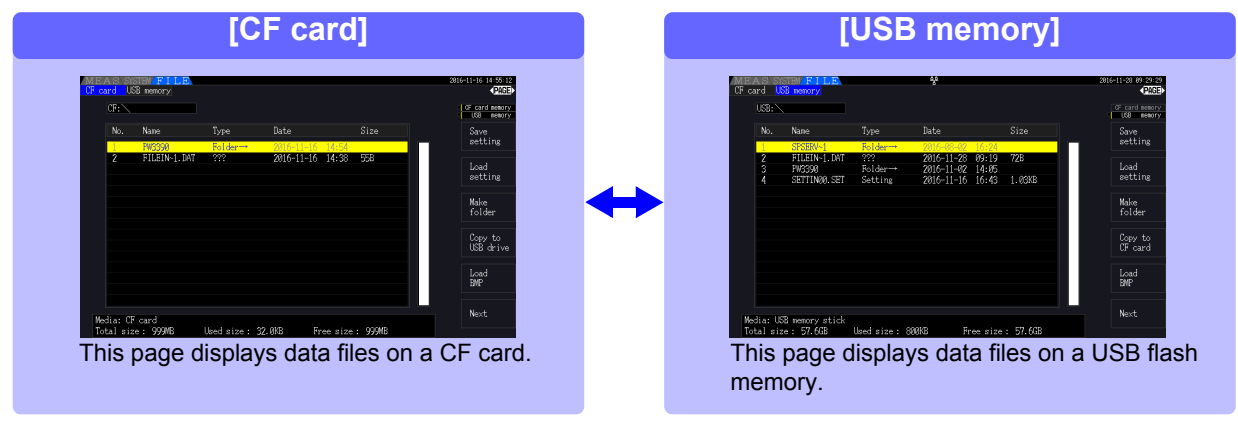 [CF card]
MEAS SYSTEM FILE 2016-11-16 14:55:12
CF card USB memory PAGE
CF:\ CF card memory
USB memory
No. Name Type Date Size
1 PW3390 Folder→ 2016-11-16 14:54
2 FILEIN~1.DAT ??? 2016-11-16 14:38 55B
Save
setting
Load
setting
Make
folder
Copy to
USB drive
Load
BMP
Next
Media: CF card
Total size: 999MB Used size: 32.0KB Free size: 999MB
This page displays data files on a CF card.
[USB memory]
MEAS SYSTEM FILE 2016-11-28 09:29:29
CF card USB memory PAGE
USB:\ CF card memory
USB memory
No. Name Type Date Size
1 SPSERV~1 Folder→ 2016-08-02 16:24
2 FILEIN~1.DAT ??? 2016-11-28 09:19 72B
3 PW3390 Folder→ 2016-11-02 14:05
4 SETTIN00.SET Setting 2016-11-16 16:43 1.03KB
Save
setting
Load
setting
Make
folder
Copy to
CF card
Load
BMP
Next
Media: USB memory stick
Total size: 57.6GB Used size: 800KB Free size: 57.6GB
This page displays data files on a USB flash
memory.